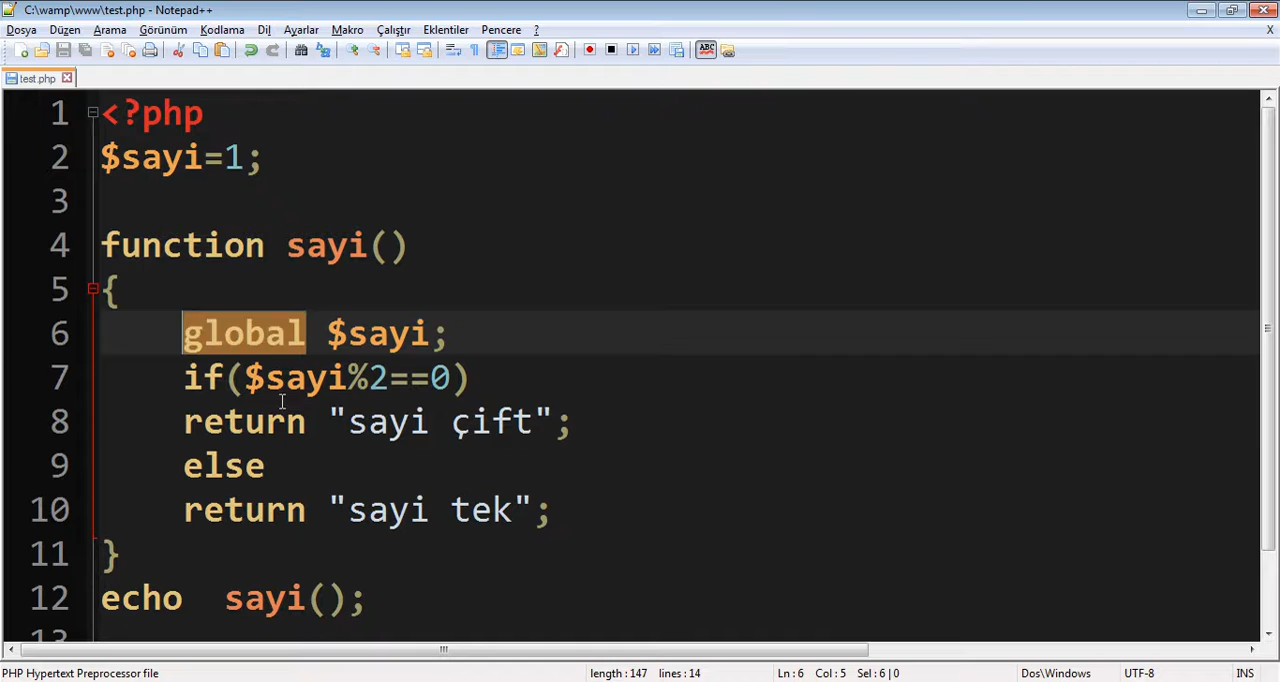 C:\wamp\www\test.php - Notepad++
Dosya Düzen Arama Görünüm Kodlama Dil Ayarlar Makro Çalıştır Eklentiler Pencere ? X
ABC
test.php
1 <?php
2 $sayi=1;
3
4 function sayi()
5 {
6 global $sayi;
7 if($sayi%2==0)
8 return "sayi çift";
9 else
10 return "sayi tek";
11 }
12 echo sayi();
13
PHP Hypertext Preprocessor file length : 147 lines : 14 Ln : 6 Col : 5 Sel : 6 | 0 Dos\Windows UTF-8 INS